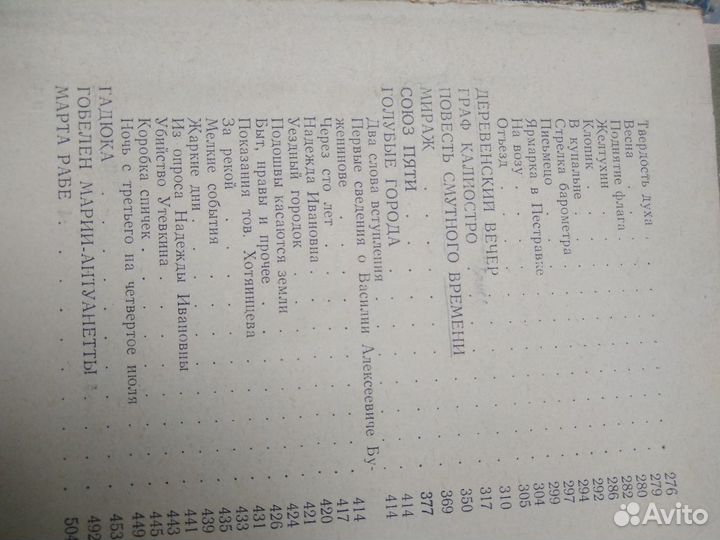 Твердость духа . . . 276
Весна . . . 279
Поднятие флага . . . 280
Желтухин . . . 282
Клопик . . . 286
В купальне . . . 292
Стрелка барометра . . . 294
Письмецо . . . 297
Ярмарка в Пестравке . . . 299
На возу . . . 304
Отъезд . . . 305
ДЕРЕВЕНСКИЙ ВЕЧЕР . . . 310
ГРАФ КАЛИОСТРО . . . 317
ПОВЕСТЬ СМУТНОГО ВРЕМЕНИ . . . 350
МИРАЖ . . . 369
СОЮЗ ПЯТИ . . . 377
ГОЛУБЫЕ ГОРОДА . . . 414
Два слова вступления . . . 414
Первые сведения о Василии Алексеевиче Бу-
женинове . . . 414
Через сто лет . . . 417
Надежда Ивановна . . . 420
Уездный городок . . . 421
Подошвы касаются земли . . . 424
Быт, нравы и прочее . . . 426
Показания тов. Хотяинцева . . . 431
За рекой . . . 433
Мелкие события . . . 435
Жаркие дни . . . 439
Из опроса Надежды Ивановны . . . 441
Убийство Утевкина . . . 443
Коробка спичек . . . 445
Ночь с третьего на четвертое июля . . . 449
ГАДЮКА . . . 453
ГОБЕЛЕН МАРИИ-АНТУАНЕТТЫ . . . 492
МАРТА РАБЕ . . . 504
Avito